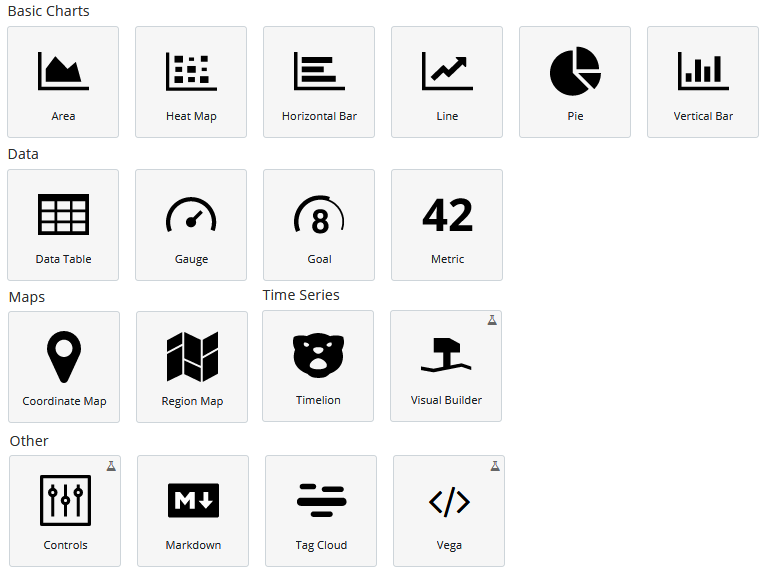 Basic Charts
Area
Heat Map
Horizontal Bar
Line
Pie
Vertical Bar
Data
8
42
Data Table
Gauge
Goal
Metric
Maps
Time Series
Coordinate Map
Region Map
Timelion
Visual Builder
Other
M
</>
Controls
Markdown
Tag Cloud
Vega